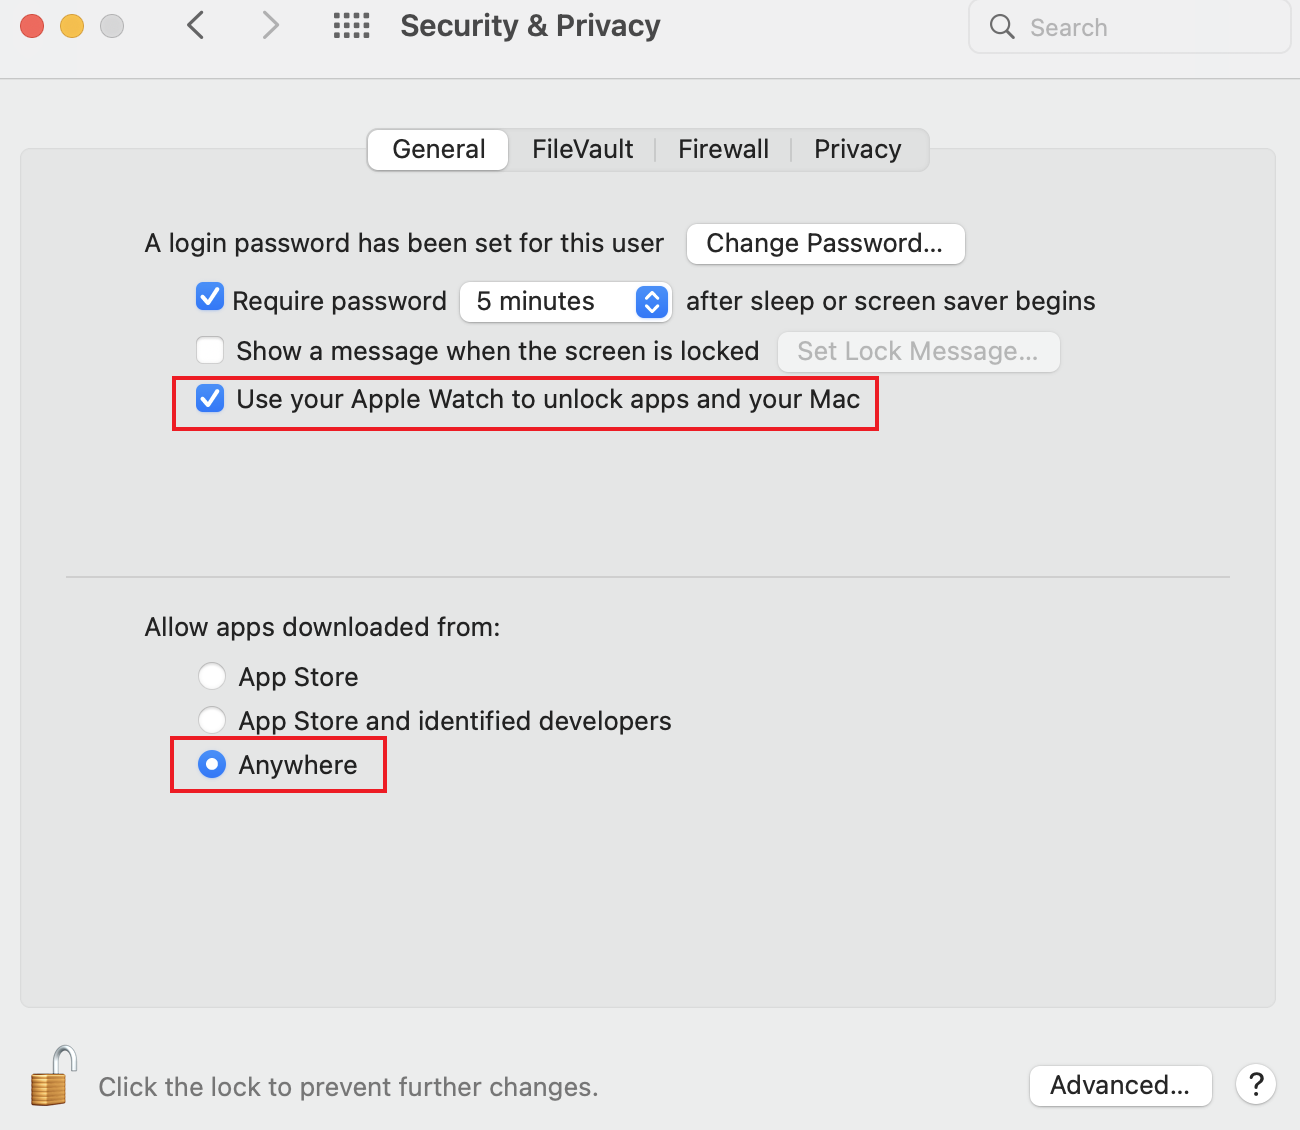 Security & Privacy
Search
General FileVault Firewall Privacy
A login password has been set for this user Change Password...
Require password 5 minutes after sleep or screen saver begins
Show a message when the screen is locked Set Lock Message...
Use your Apple Watch to unlock apps and your Mac
Allow apps downloaded from:
App Store
App Store and identified developers
Anywhere
Click the lock to prevent further changes.
Advanced... ?